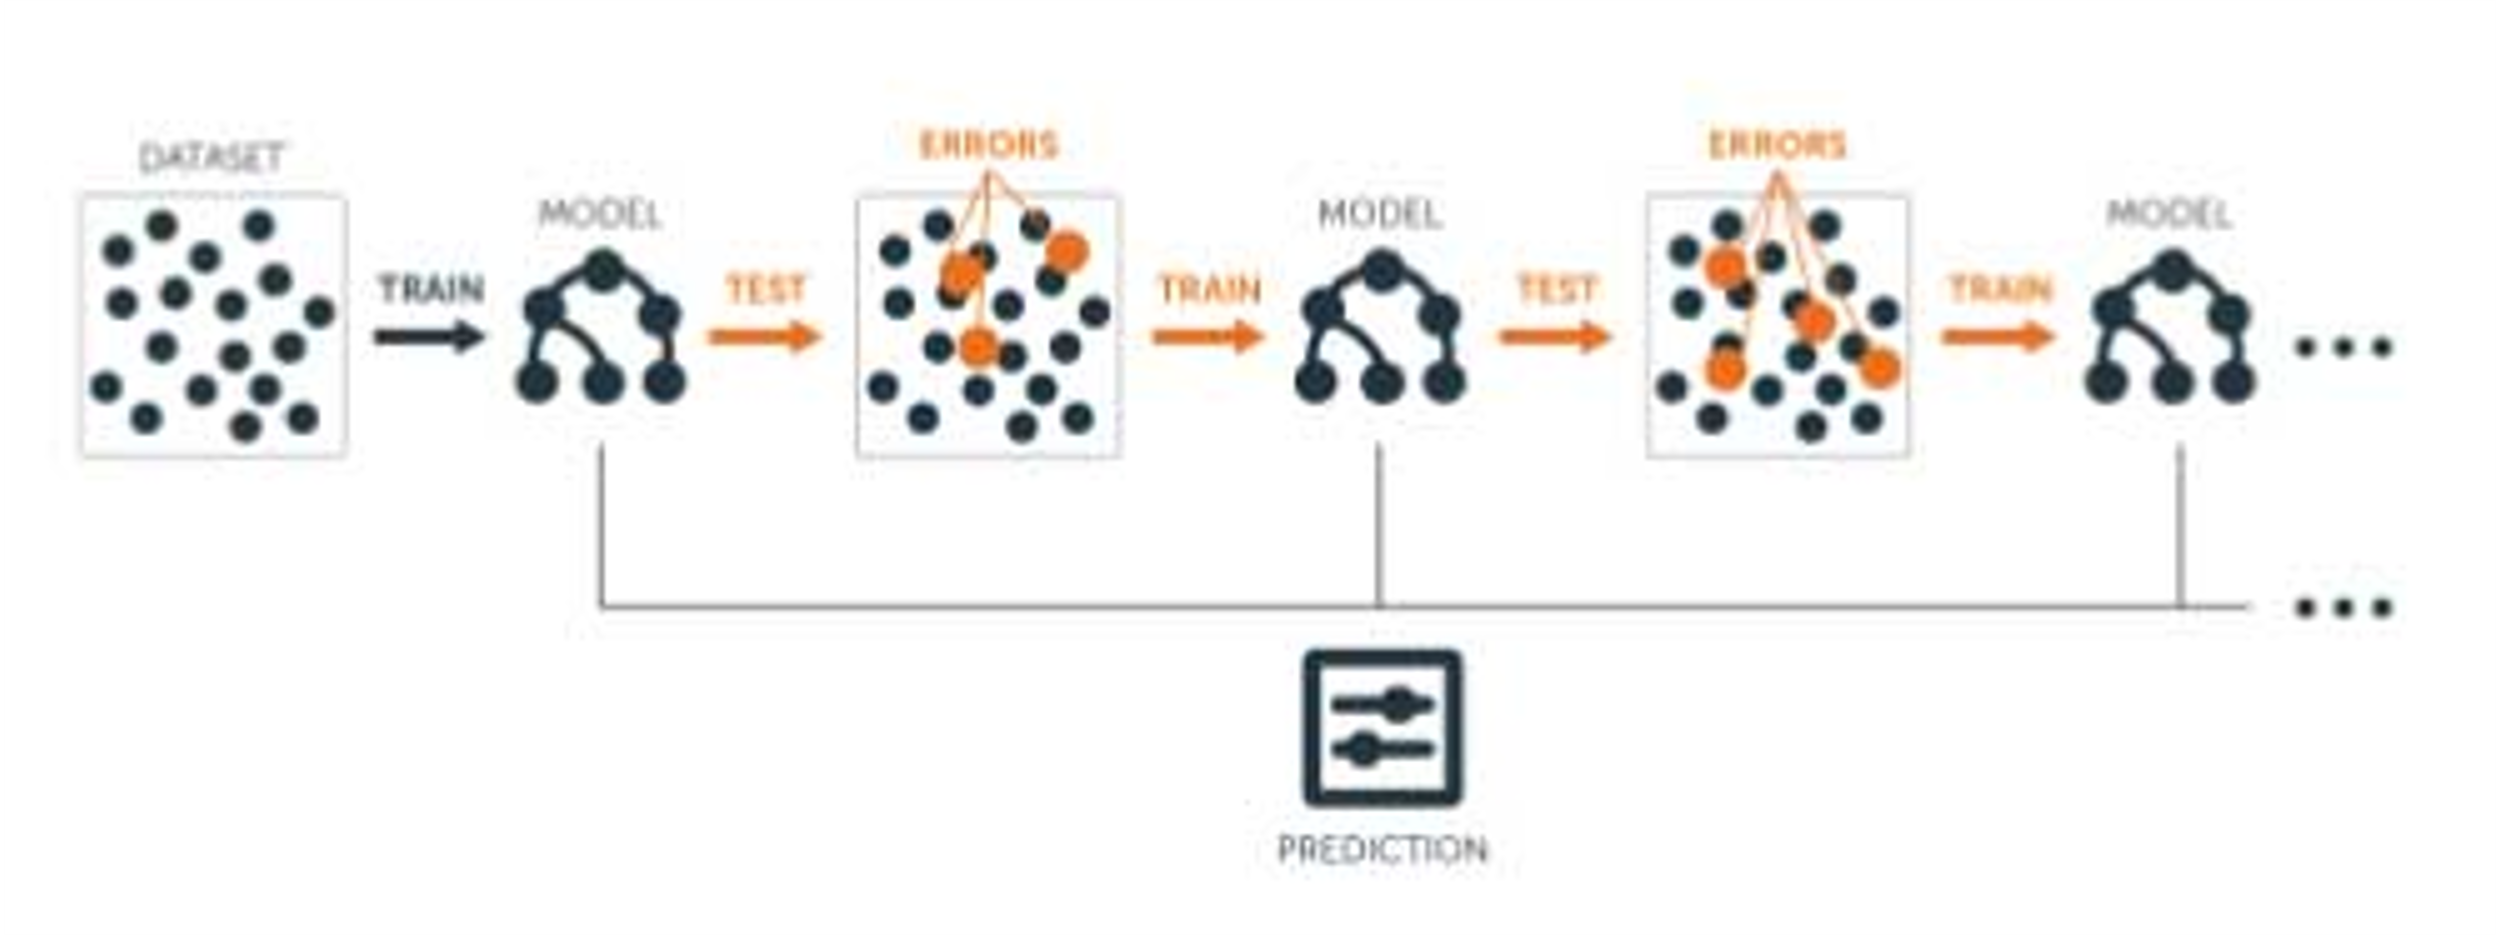 DATASET
TRAIN
MODEL
TEST
ERRORS
TRAIN
MODEL
TEST
ERRORS
TRAIN
MODEL
PREDICTION